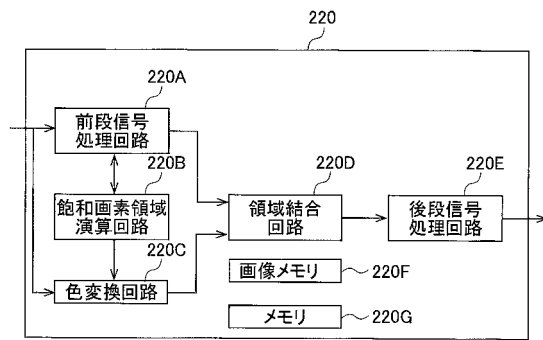 220
220A
前段信号
処理回路
220B
飽和画素領域
演算回路
220C
色変換回路
220D
領域結合
回路
220E
後段信号
処理回路
画像メモリ
220F
メモリ
220G